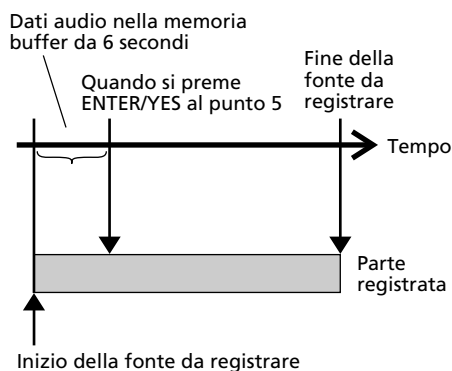 Dati audio nella memoria
buffer da 6 secondi
Quando si preme
ENTER/YES al punto 5
Fine della
fonte da
registrare
Tempo
Parte
registrata
Inizio della fonte da registrare